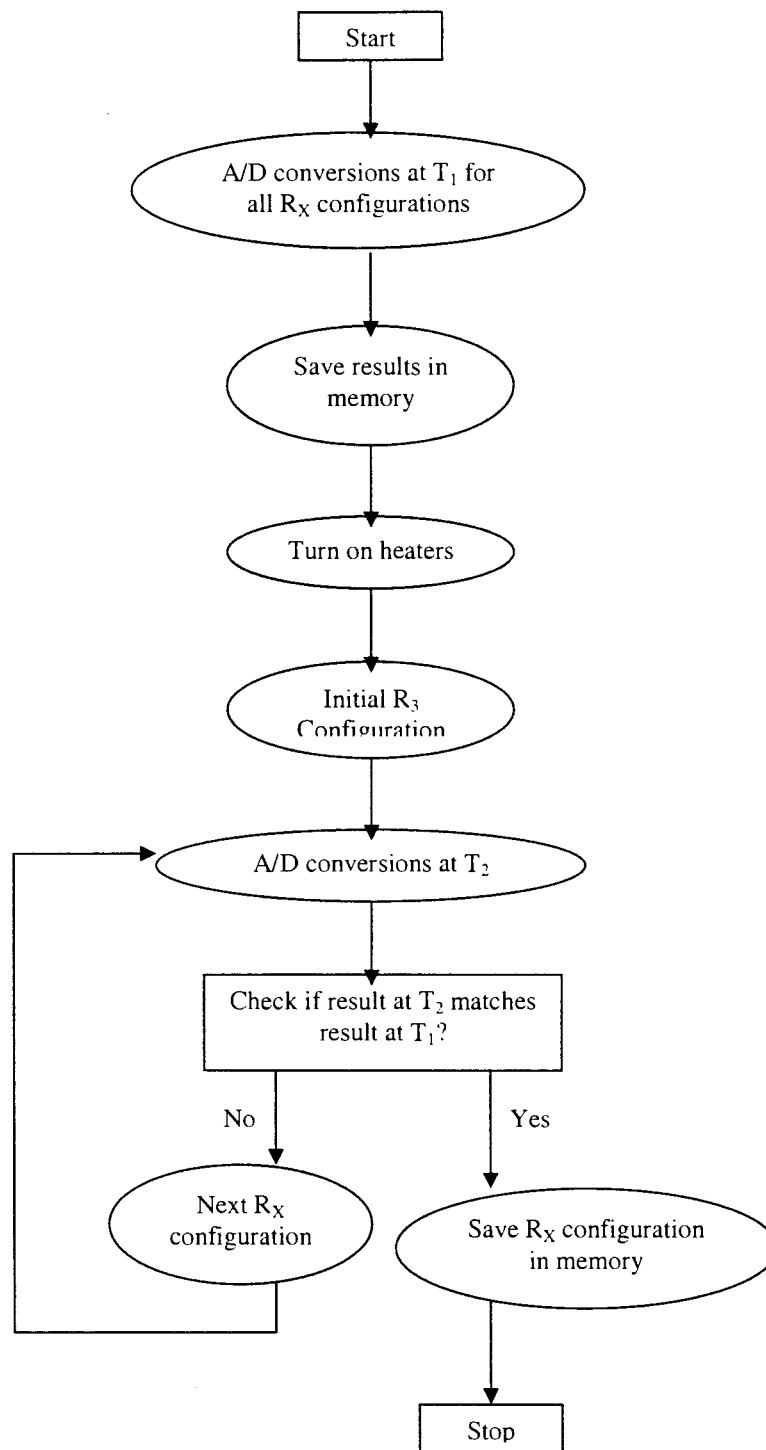 Start
A/D conversions at T₁ for
all Rₓ configurations
Save results in
memory
Turn on heaters
Initial R₃
Configuration
A/D conversions at T₂
Check if result at T₂ matches
result at T₁?
No
Yes
Next Rₓ
configuration
Save Rₓ configuration
in memory
Stop